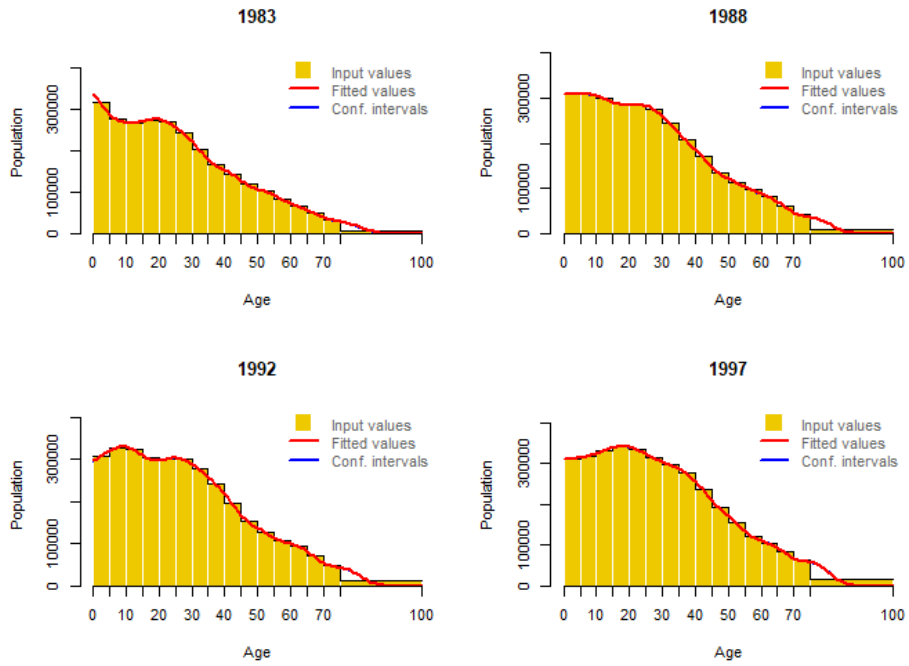 1983
Population
0 100000 300000
Input values
Fitted values
Conf. intervals
0 10 20 30 40 50 60 70 100
Age
1988
Population
0 100000 300000
Input values
Fitted values
Conf. intervals
0 10 20 30 40 50 60 70 100
Age
1992
Population
0 100000 300000
Input values
Fitted values
Conf. intervals
0 10 20 30 40 50 60 70 100
Age
1997
Population
0 100000 300000
Input values
Fitted values
Conf. intervals
0 10 20 30 40 50 60 70 100
Age